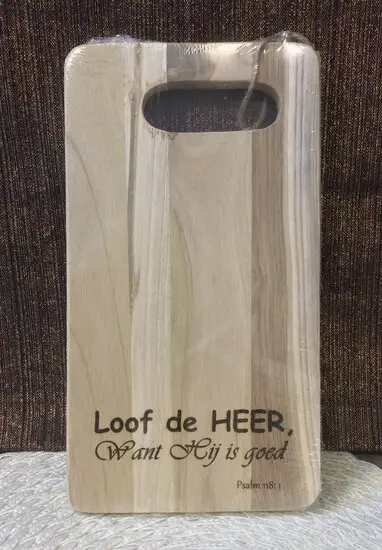 Loof de HEER,
Want Hij is goed
Psalm 118:1